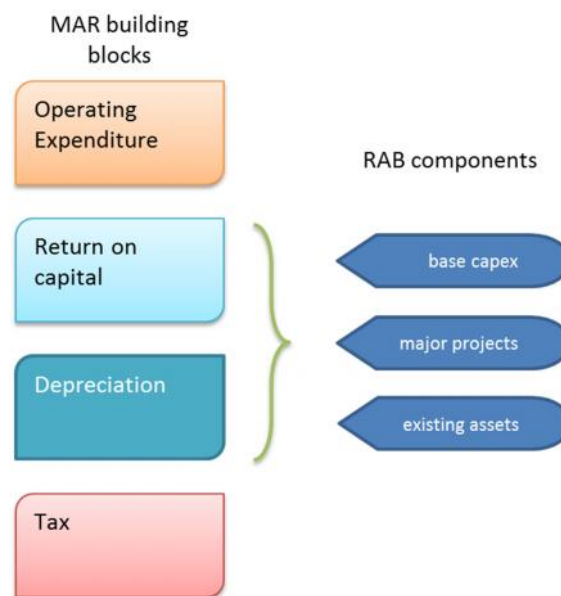 MAR building
blocks
Operating
Expenditure
RAB components
Return on
capital
base capex
major projects
Depreciation
existing assets
Tax